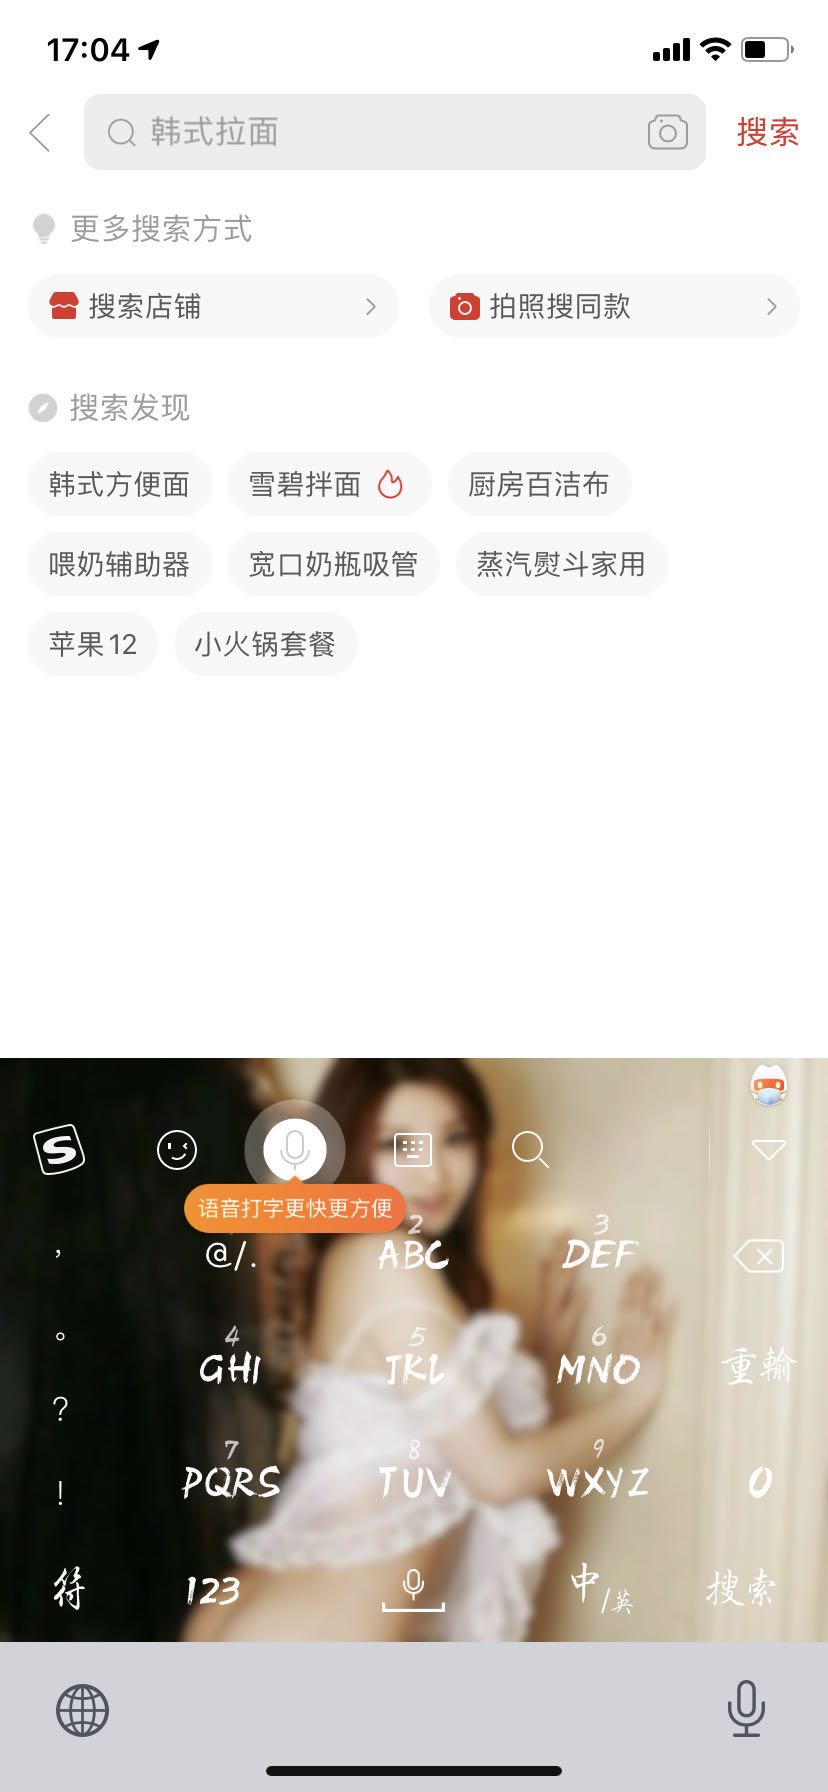 17:04
韩式拉面
搜索
更多搜索方式
搜索店铺
拍照搜同款
搜索发现
韩式方便面
雪碧拌面
厨房百洁布
喂奶辅助器
宽口奶瓶吸管
蒸汽熨斗家用
苹果12
小火锅套餐
S
语音打字更快更方便
,
@/.
2
ABC
3
DEF
。
4
GHI
5
JKL
6
MNO
重輸
?
7
PQRS
8
TUV
9
WXYZ
0
!
符
123
中/英
搜索